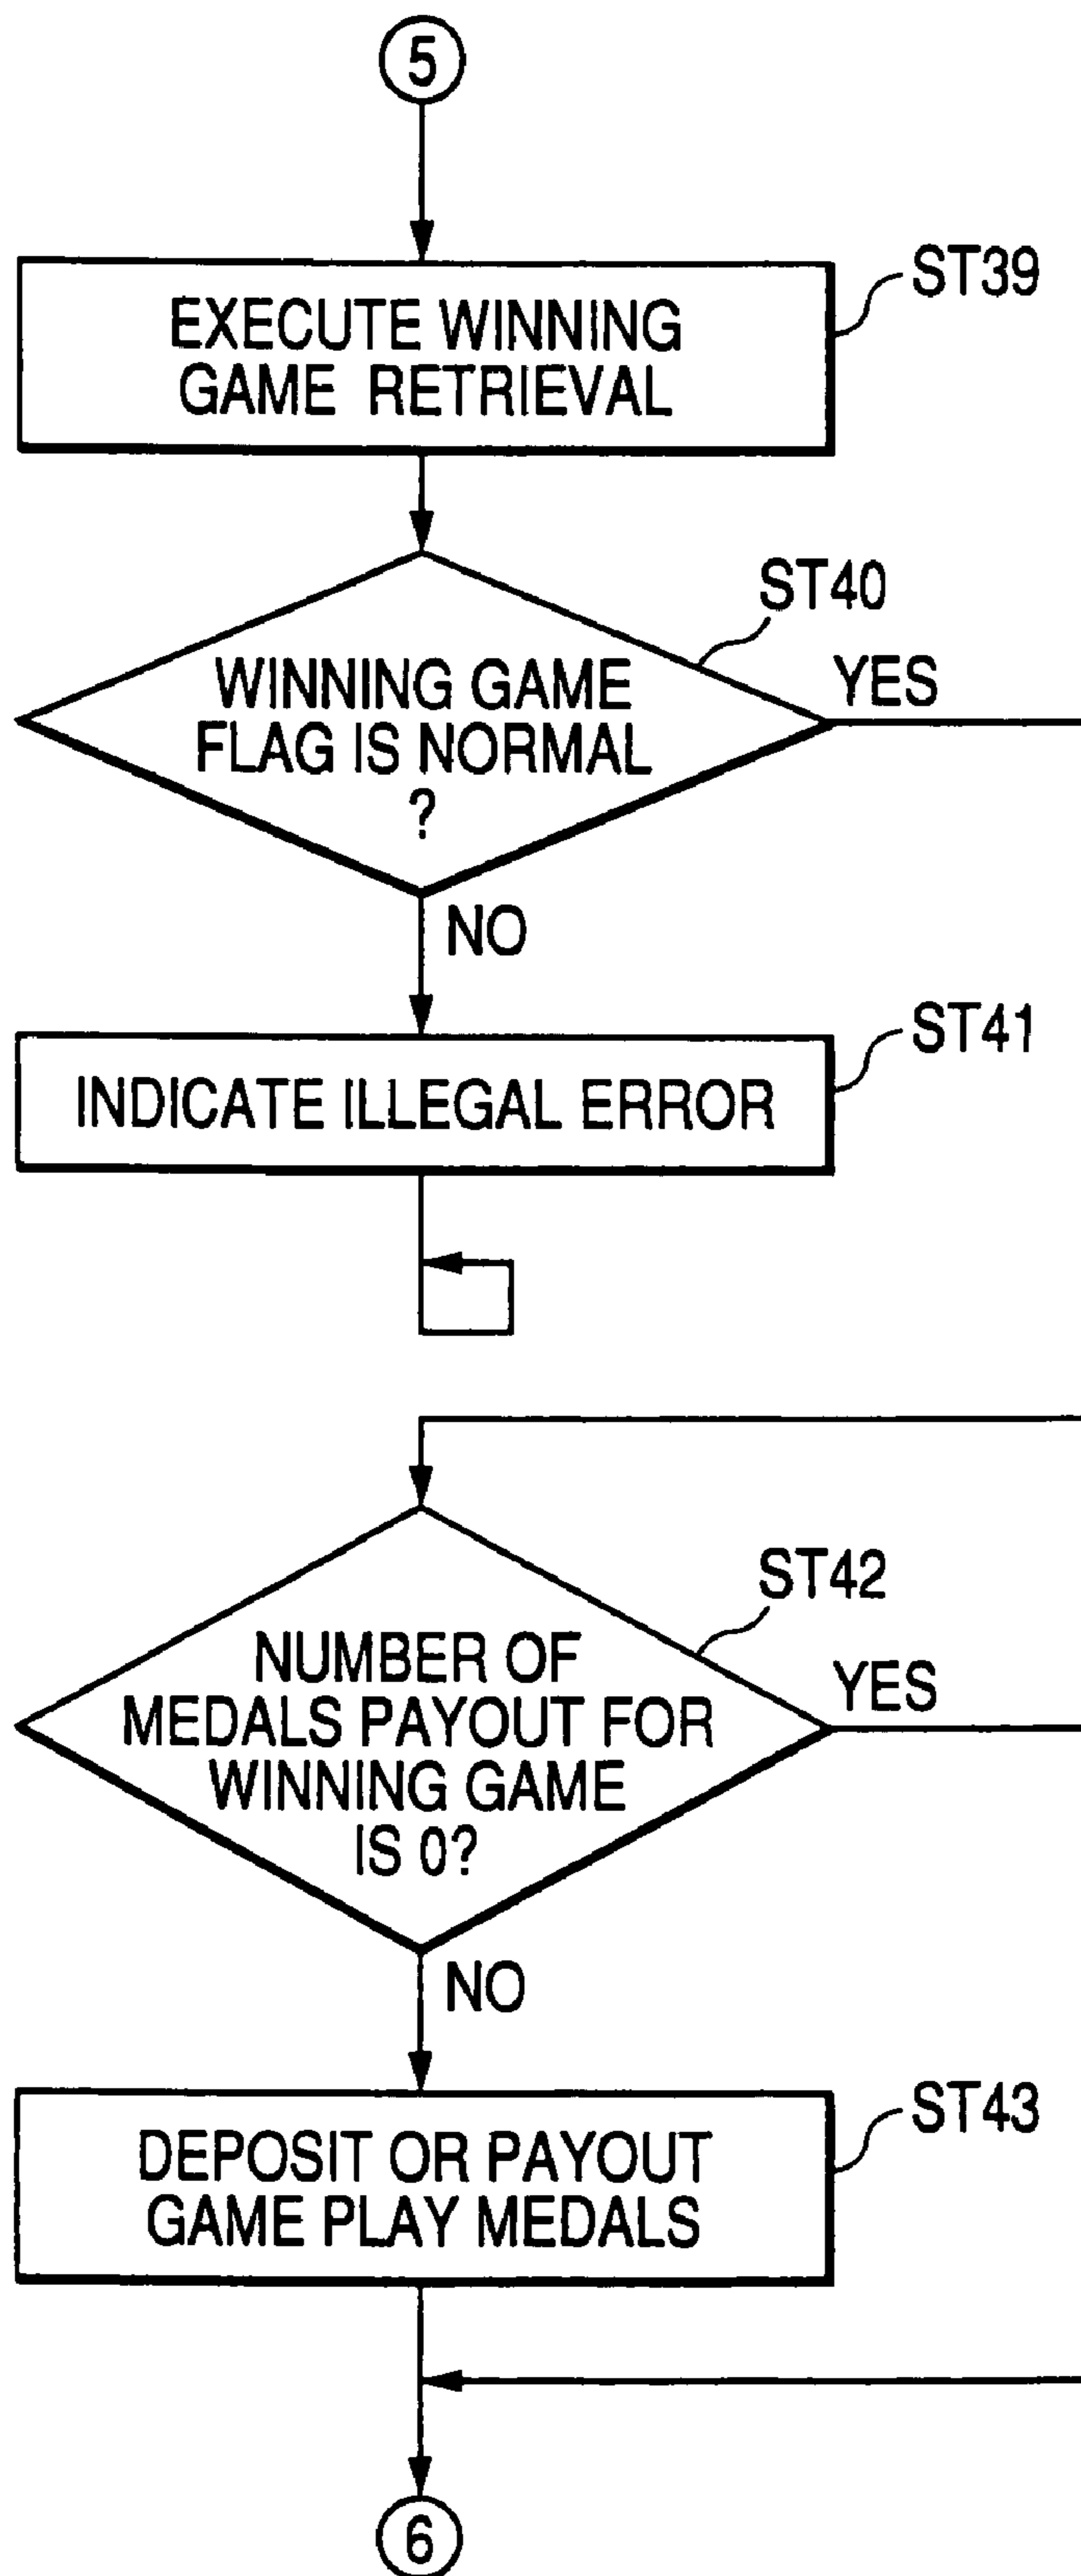 5
ST39
EXECUTE WINNING
GAME RETRIEVAL
ST40
WINNING GAME
FLAG IS NORMAL
?
YES
NO
ST41
INDICATE ILLEGAL ERROR
ST42
NUMBER OF
MEDALS PAYOUT FOR
WINNING GAME
IS 0?
YES
NO
ST43
DEPOSIT OR PAYOUT
GAME PLAY MEDALS
6